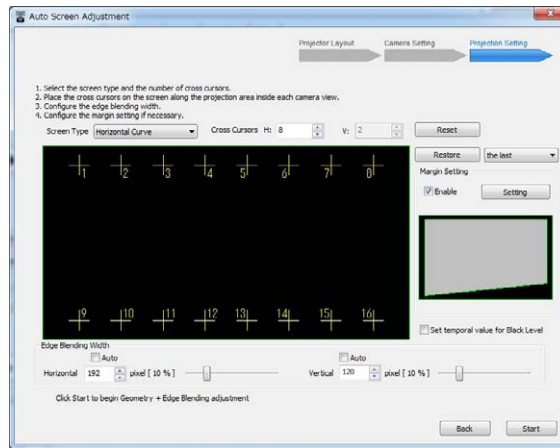 Auto Screen Adjustment
Projector Layout
Camera Setting
Projection Setting
1. Select the screen type and the number of cross cursors.
2. Place the cross cursors on the screen along the projection area inside each camera view.
3. Configure the edge blending width.
4. Configure the margin setting if necessary.
Screen Type Horizontal Curve Cross Cursors H: 8 V: 2 Reset
Restore the last
Margin Setting
Enable Setting
1 2 3 4 5 6 7 8
9 10 11 12 13 14 15 16
Set temporal value for Black Level
Edge Blending Width
Auto Auto
Horizontal 192 pixel [ 10 % ] Vertical 120 pixel [ 10 % ]
Click Start to begin Geometry + Edge Blending adjustment
Back Start